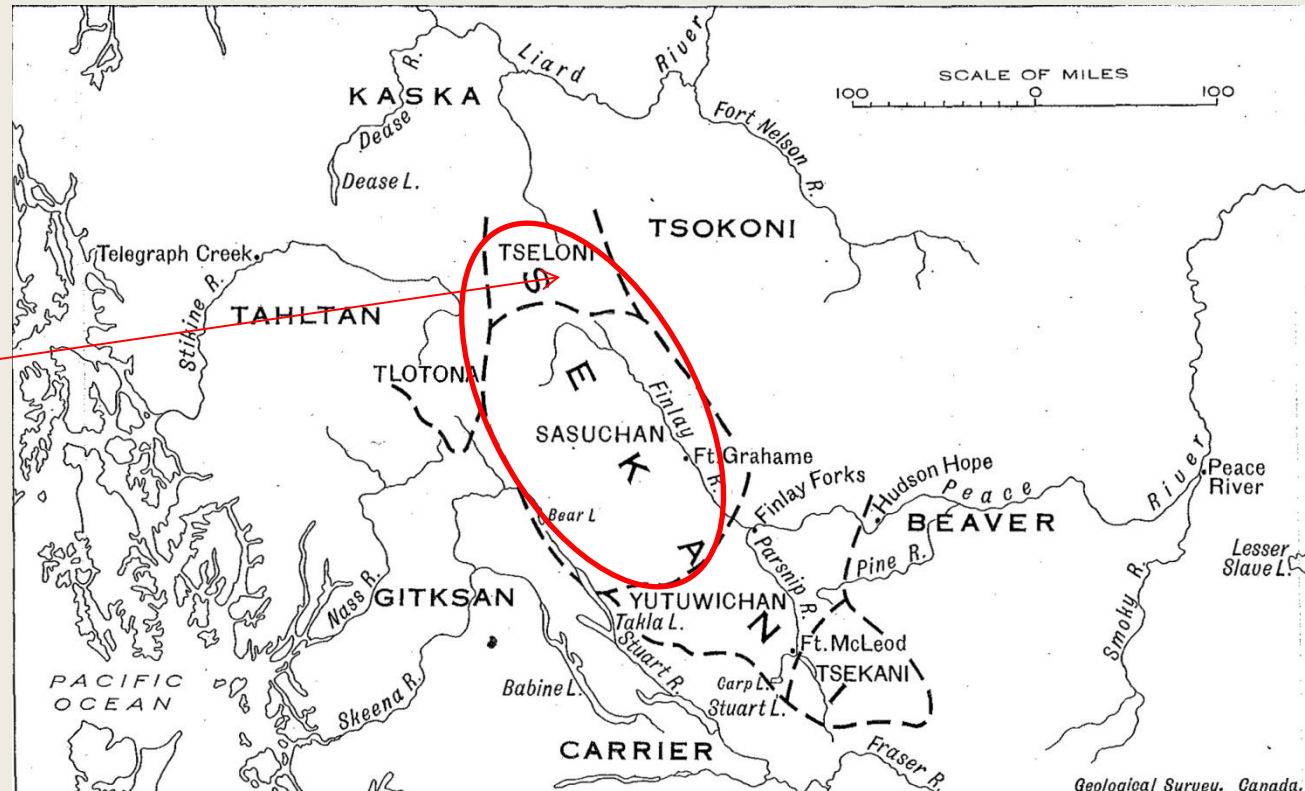 SCALE OF MILES
100 0 100
Liard River
KASKA
Dease R.
Fort Nelson R.
Dease L.
TSOKONI
TSELONI
Telegraph Creek
Stikine R.
TAHLTAN
TLOTONA
SEKANI
Finlay R.
SASUCHAN
Ft. Grahame
Finlay Forks
Hudson Hope
Peace River
Peace River
BEAVER
Bear L
Parsnip R.
Pine R.
Lesser Slave L.
Smoky R.
Nass R.
GITKSAN
YUTUWICHAN
Takla L.
Stuart R.
Ft. McLeod
TSEKANI
PACIFIC OCEAN
Skeena R.
Babine L.
Carp L.
Stuart L.
CARRIER
Fraser R.
Geological Survey, Canada.